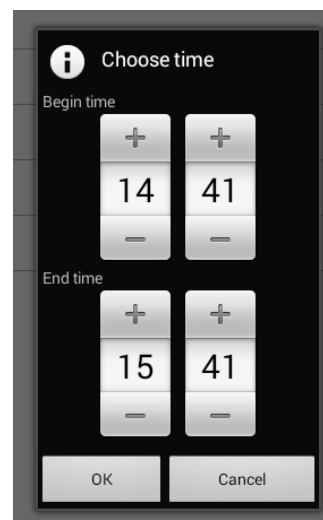 Choose time
Begin time
+ +
14 41
− −
End time
+ +
15 41
− −
OK Cancel